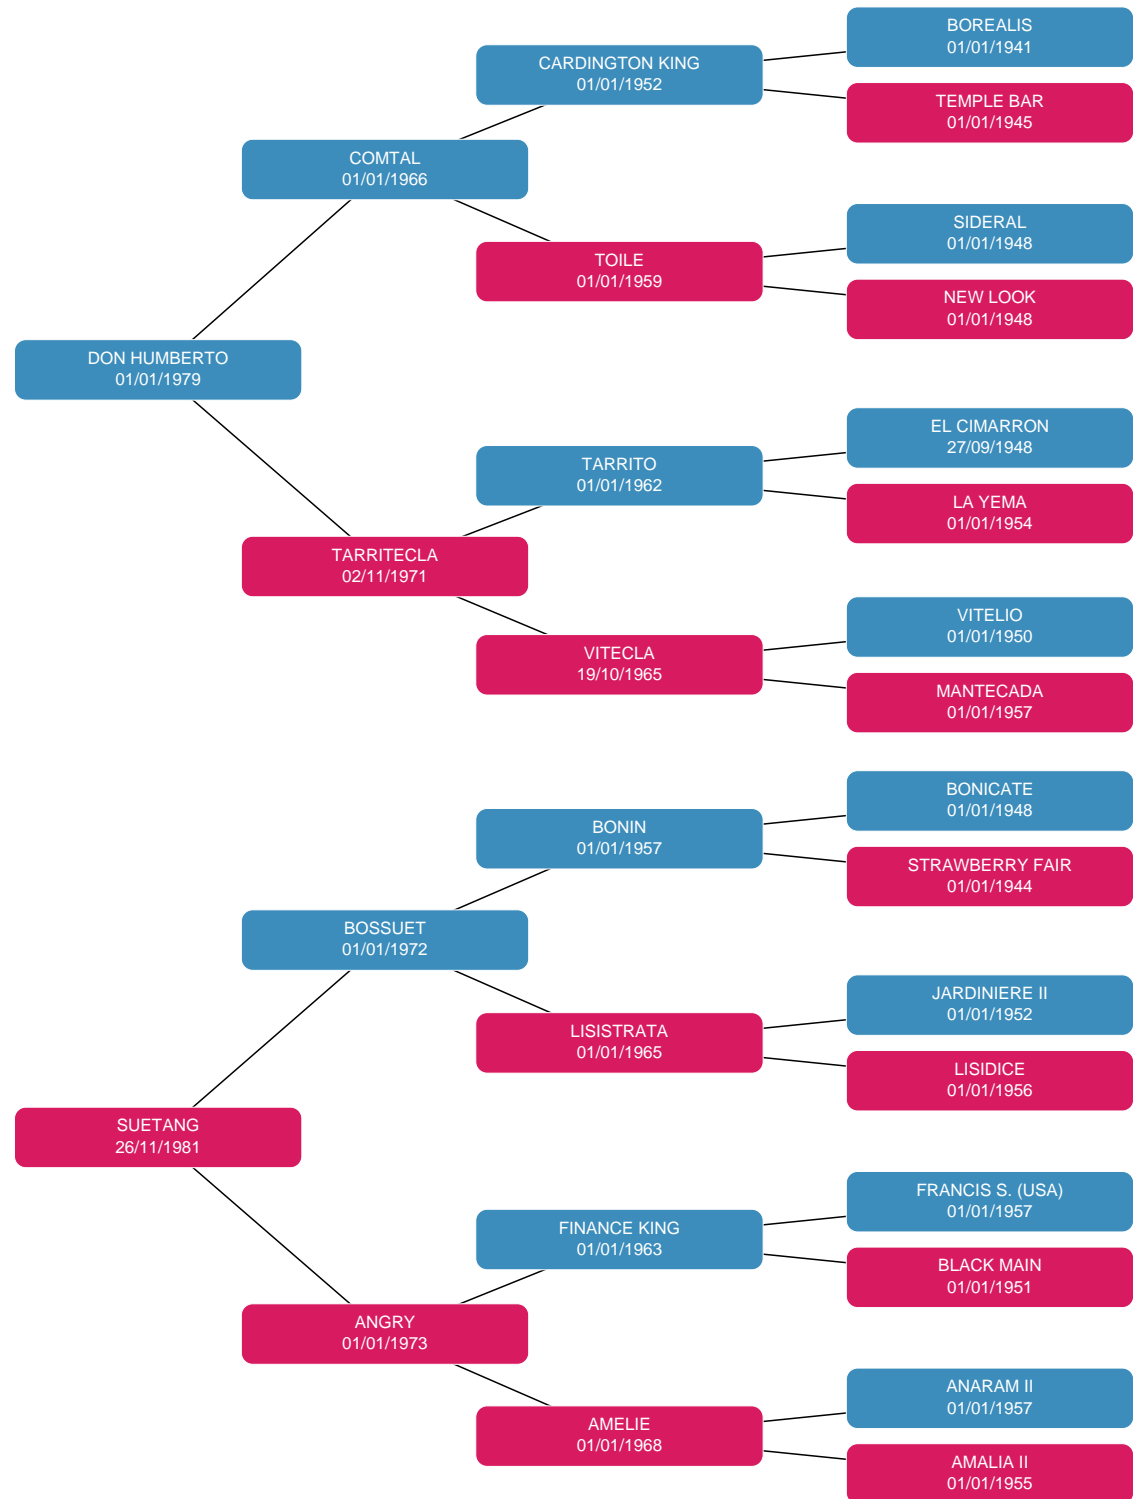 BOREALIS
01/01/1941
CARDINGTON KING
01/01/1952
TEMPLE BAR
01/01/1945
COMTAL
01/01/1966
SIDERAL
01/01/1948
TOILE
01/01/1959
NEW LOOK
01/01/1948
DON HUMBERTO
01/01/1979
EL CIMARRON
27/09/1948
TARRITO
01/01/1962
LA YEMA
01/01/1954
TARRITECLA
02/11/1971
VITELIO
01/01/1950
VITECLA
19/10/1965
MANTECADA
01/01/1957
BONICATE
01/01/1948
BONIN
01/01/1957
STRAWBERRY FAIR
01/01/1944
BOSSUET
01/01/1972
JARDINIERE II
01/01/1952
LISISTRATA
01/01/1965
LISIDICE
01/01/1956
SUETANG
26/11/1981
FRANCIS S. (USA)
01/01/1957
FINANCE KING
01/01/1963
BLACK MAIN
01/01/1951
ANGRY
01/01/1973
ANARAM II
01/01/1957
AMELIE
01/01/1968
AMALIA II
01/01/1955